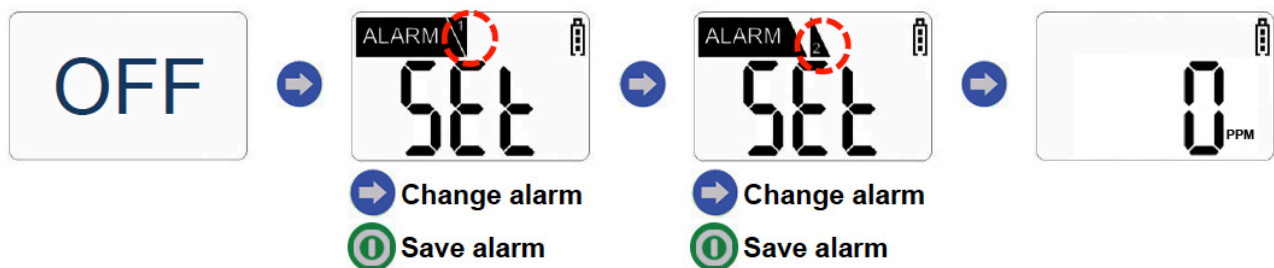 OFF
ALARM 1
SEt
Change alarm
Save alarm
ALARM 2
SEt
Change alarm
Save alarm
0 PPM